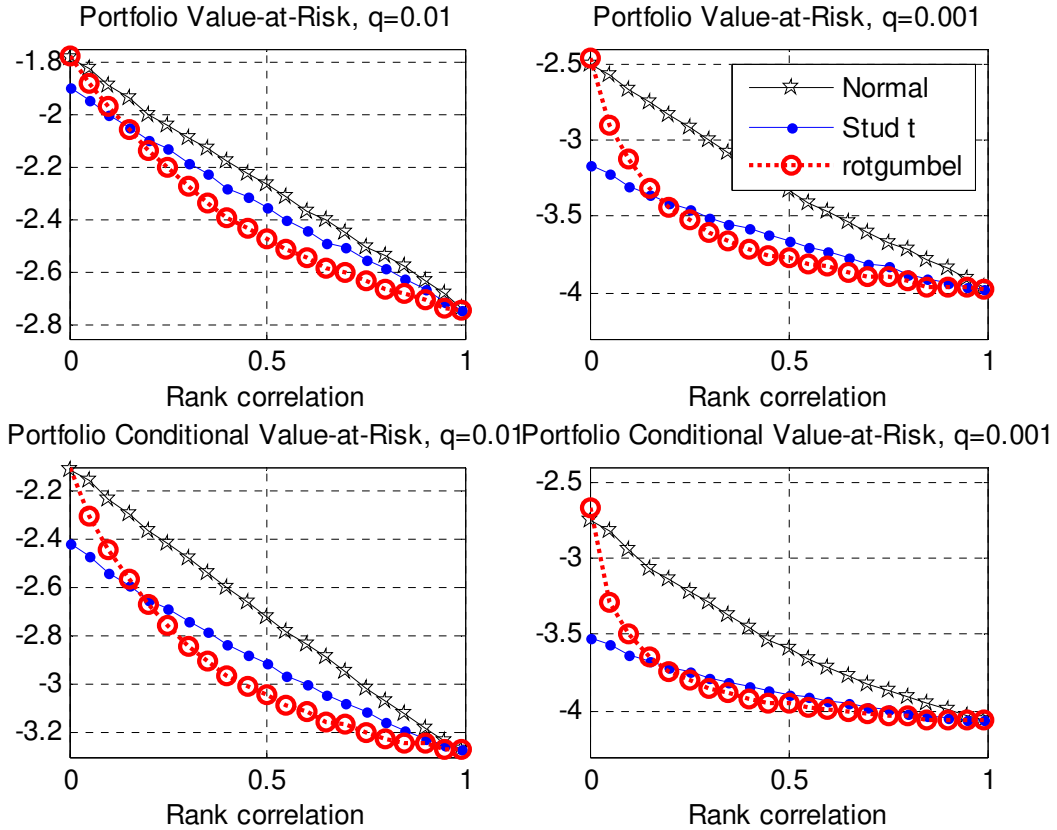 Portfolio Value-at-Risk, q=0.01
-1.8
-2
-2.2
-2.4
-2.6
-2.8
0
0.5
1
Rank correlation
Portfolio Value-at-Risk, q=0.001
-2.5
-3
-3.5
-4
Normal
Stud t
rotgumbel
0
0.5
1
Rank correlation
Portfolio Conditional Value-at-Risk, q=0.01
-2.2
-2.4
-2.6
-2.8
-3
-3.2
0
0.5
1
Rank correlation
Portfolio Conditional Value-at-Risk, q=0.001
-2.5
-3
-3.5
-4
0
0.5
1
Rank correlation